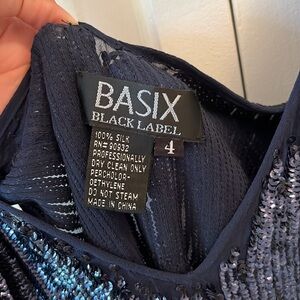 BASIX
BLACK LABEL
4
100% SILK
RN# 90932
PROFESSIONALLY
DRY CLEAN ONLY
PERCHLOR-
OETHYLENE
DO NOT STEAM
MADE IN CHINA